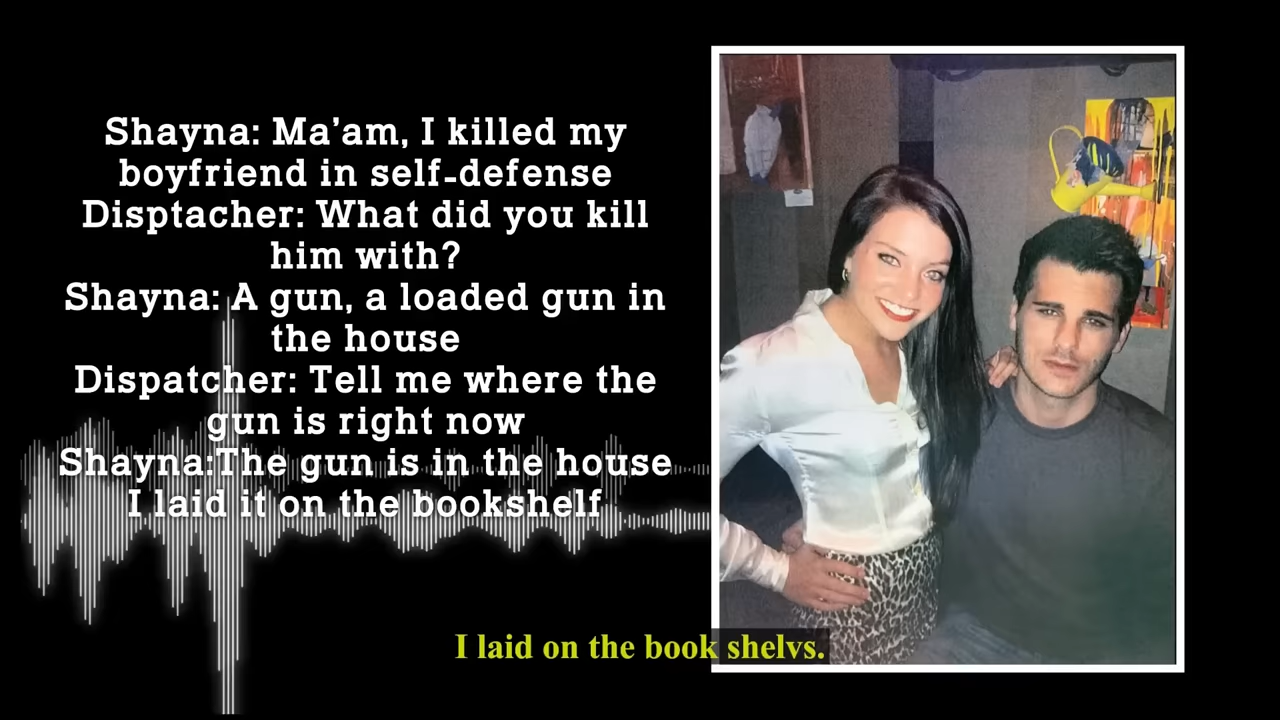 Shayna: Ma’am, I killed my
boyfriend in self-defense
Disptacher: What did you kill
him with?
Shayna: A gun, a loaded gun in
the house
Dispatcher: Tell me where the
gun is right now
Shayna:The gun is in the house
I laid it on the bookshelf
I laid on the book shelvs.